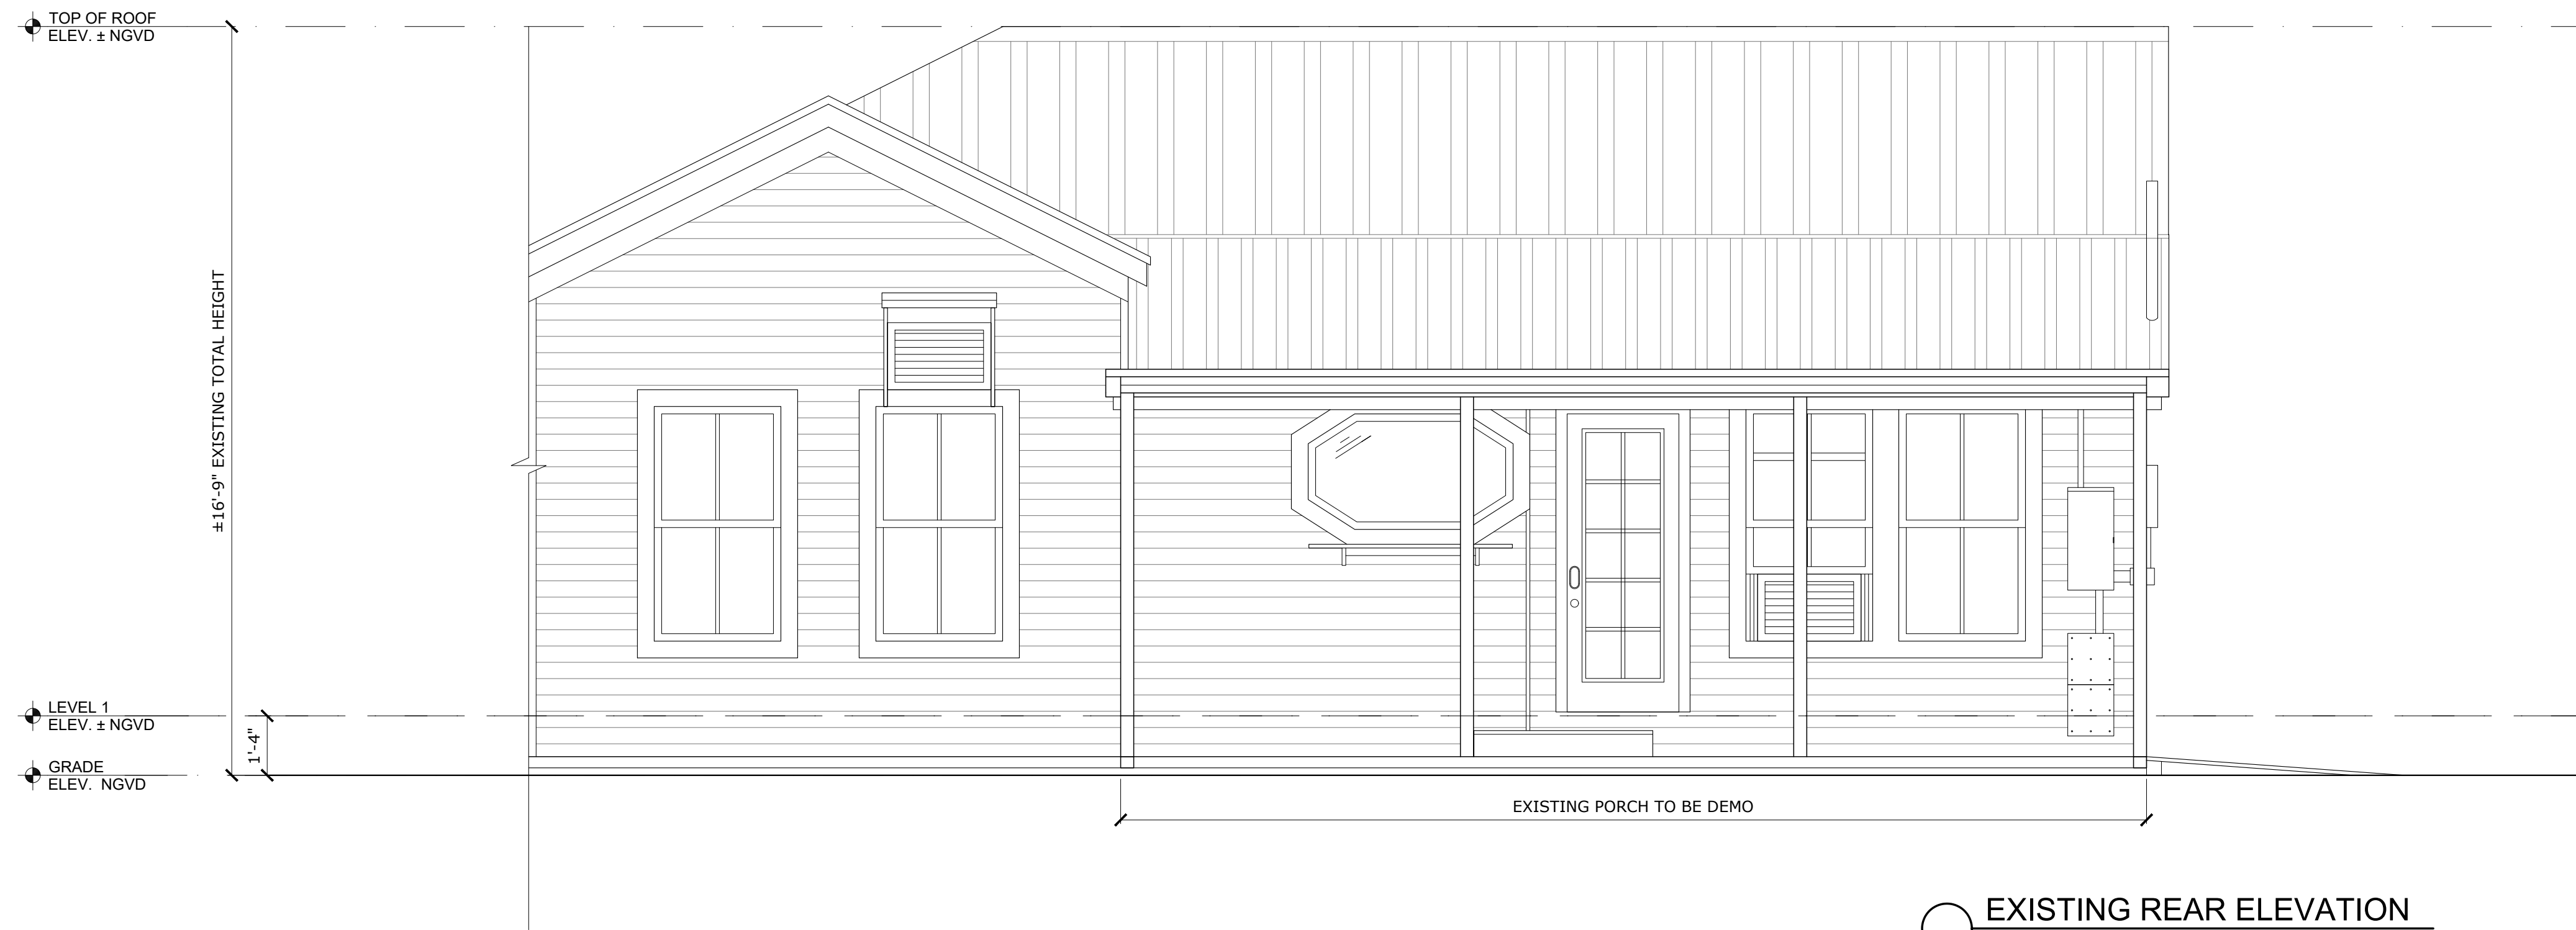 TOP OF ROOF
ELEV. ± NGVD
±16'-9" EXISTING TOTAL HEIGHT
LEVEL 1
ELEV. ± NGVD
1'-4"
GRADE
ELEV. NGVD
EXISTING PORCH TO BE DEMO
EXISTING REAR ELEVATION